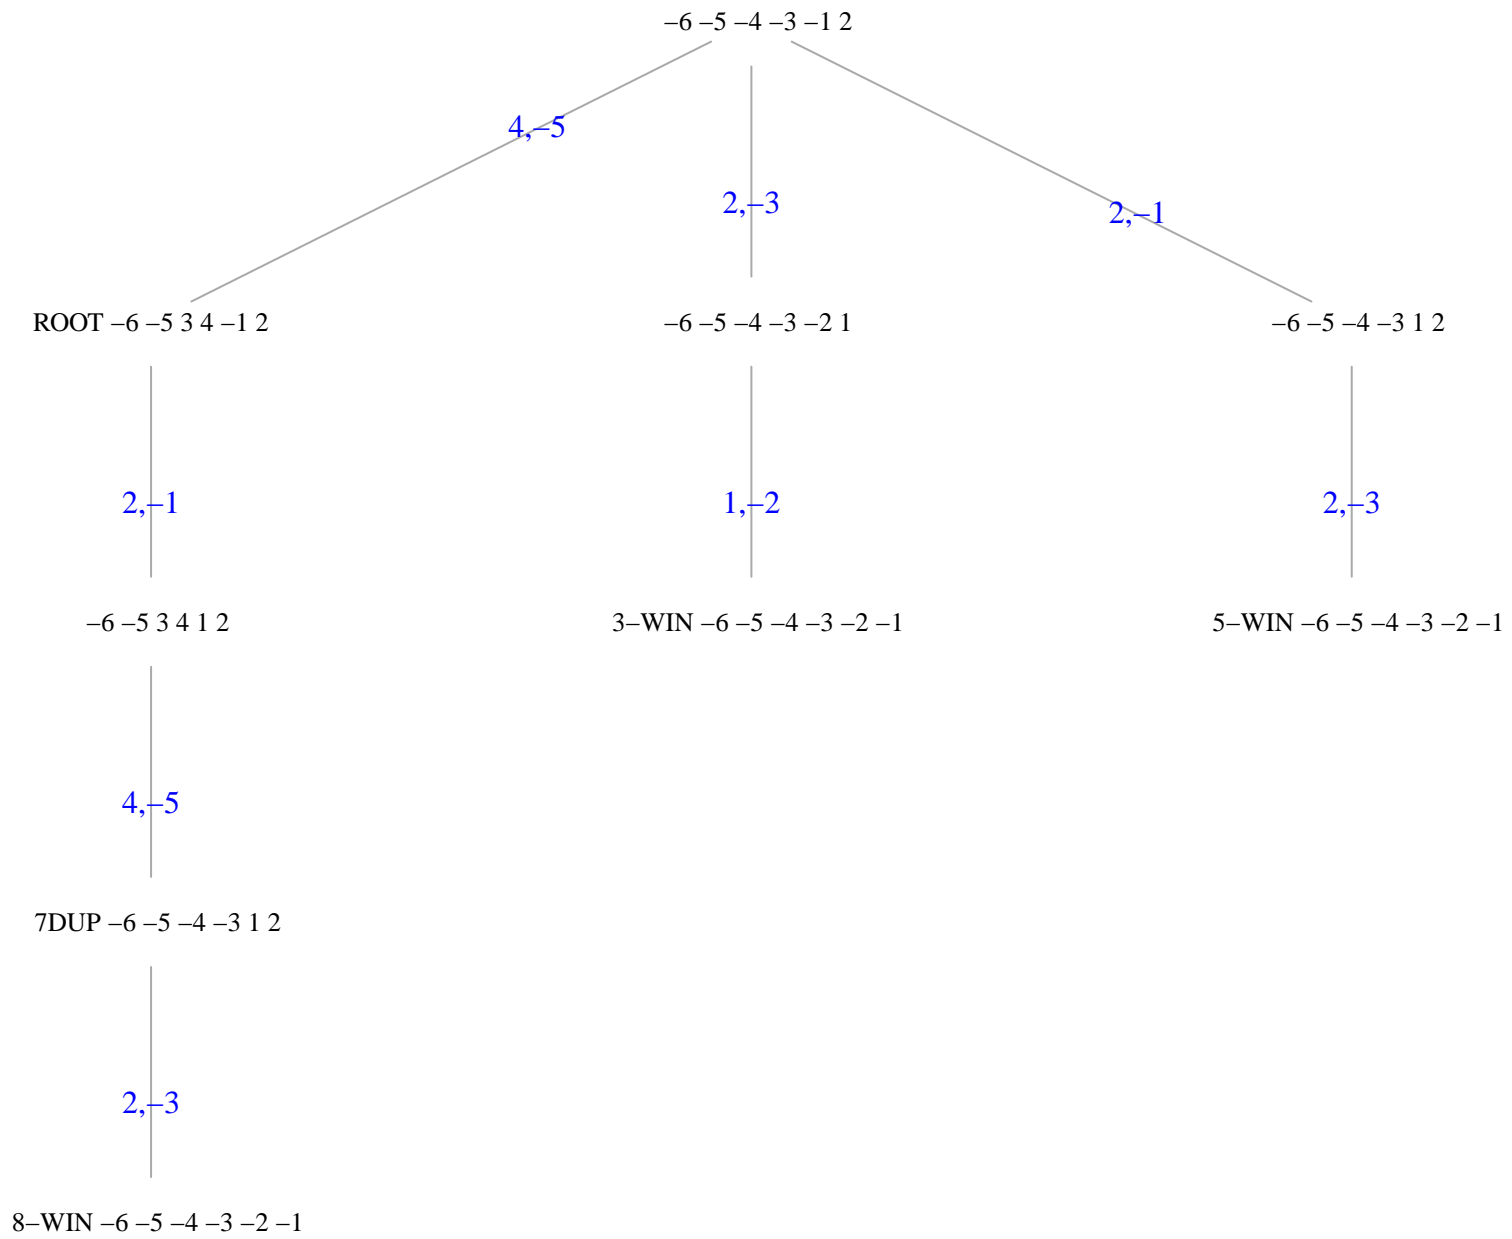 –6 –5 –4 –3 –1 2
4,–5
2,–3
2,–1
ROOT –6 –5 3 4 –1 2
–6 –5 –4 –3 –2 1
–6 –5 –4 –3 1 2
2,–1
1,–2
2,–3
–6 –5 3 4 1 2
3–WIN –6 –5 –4 –3 –2 –1
5–WIN –6 –5 –4 –3 –2 –1
4,–5
7DUP –6 –5 –4 –3 1 2
2,–3
8–WIN –6 –5 –4 –3 –2 –1